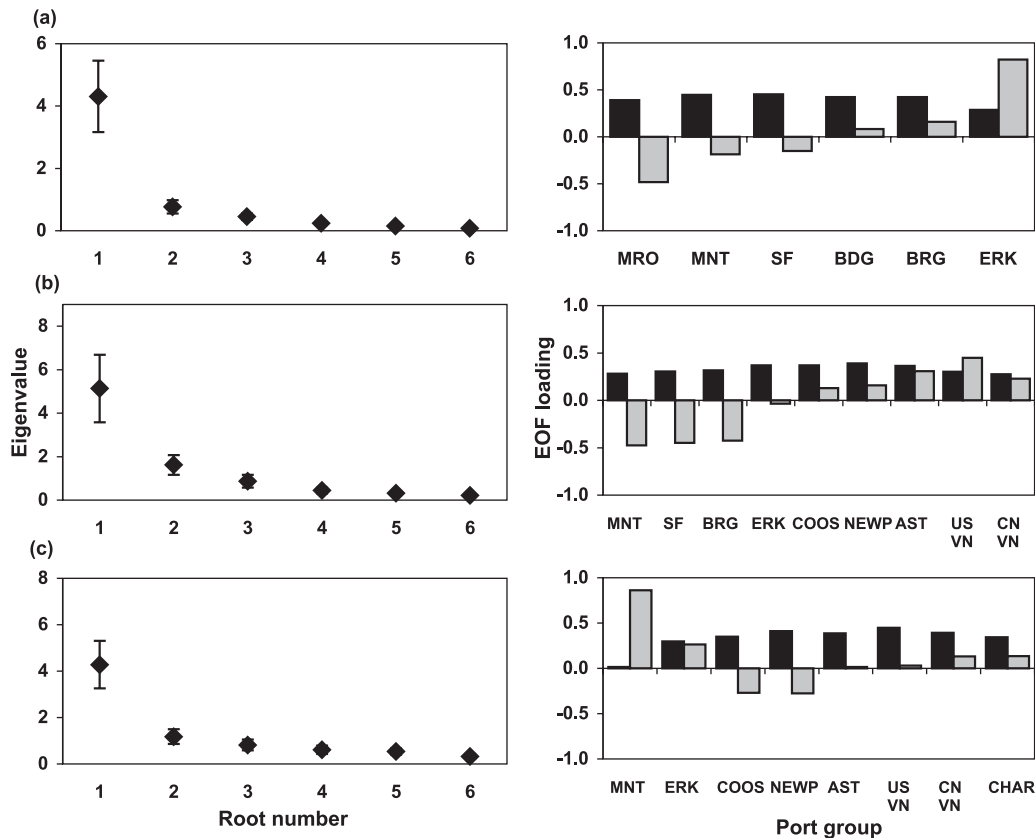 (a)
6
4
2
0
1 2 3 4 5 6
1.0
0.5
0.0
-0.5
-1.0
MRO MNT SF BDG BRG ERK
(b)
Eigenvalue
8
6
4
2
0
1 2 3 4 5 6
EOF loading
1.0
0.5
0.0
-0.5
-1.0
MNT SF BRG ERK COOS NEWP AST US CN
VN VN
(c)
8
6
4
2
0
1 2 3 4 5 6
Root number
1.0
0.5
0.0
-0.5
-1.0
MNT ERK COOS NEWP AST US CN CHAR
VN VN
Port group